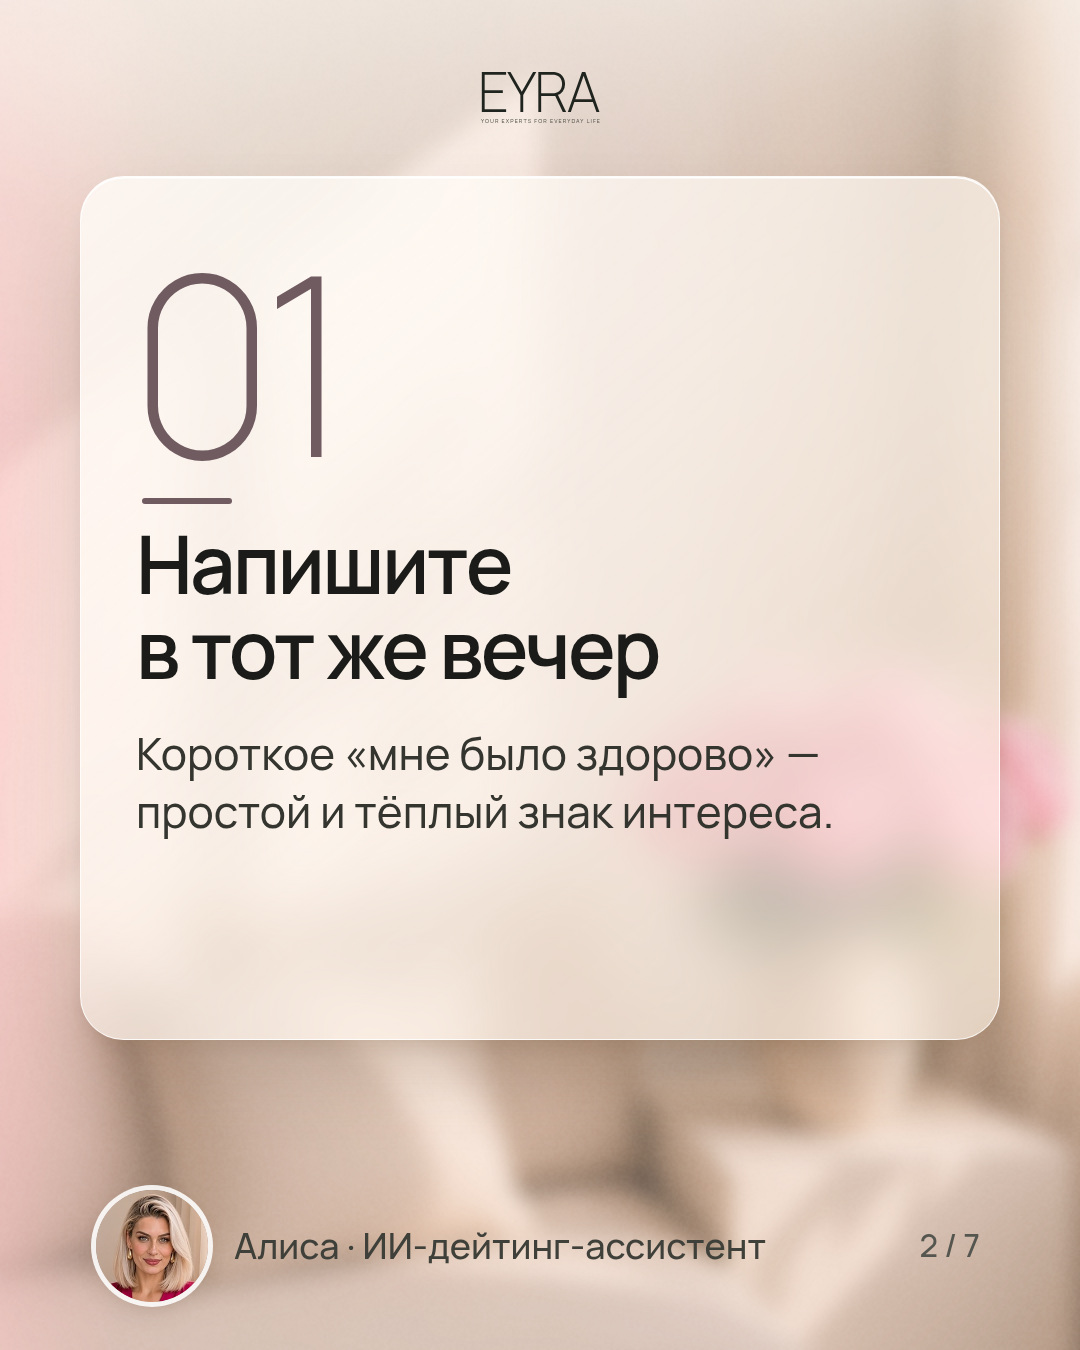 EYRA
YOUR EXPERTS FOR EVERYDAY LIFE
01
Напишите
в тот же вечер
Короткое «мне было здорово» —
простой и тёплый знак интереса.
Алиса · ИИ-дейтинг-ассистент
2 / 7